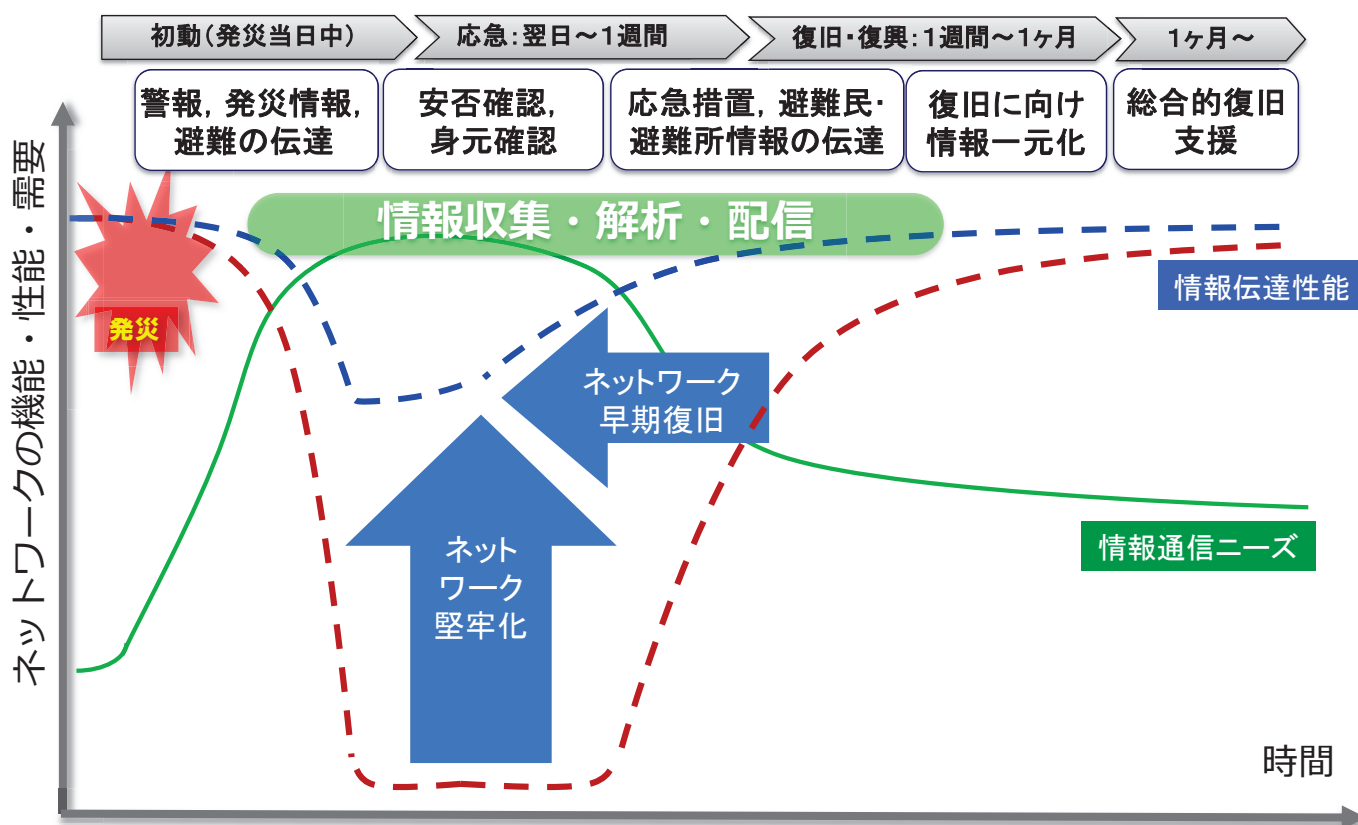 初動（発災当日中）
応急：翌日～1週間
復旧・復興：1週間～1ヶ月
1ヶ月～
警報，発災情報，
避難の伝達
安否確認，
身元確認
応急措置，避難民・
避難所情報の伝達
復旧に向け
情報一元化
総合的復旧
支援
ネットワークの機能・性能・需要
情報収集・解析・配信
発災
情報伝達性能
ネットワーク
早期復旧
ネット
ワーク
堅牢化
情報通信ニーズ
時間